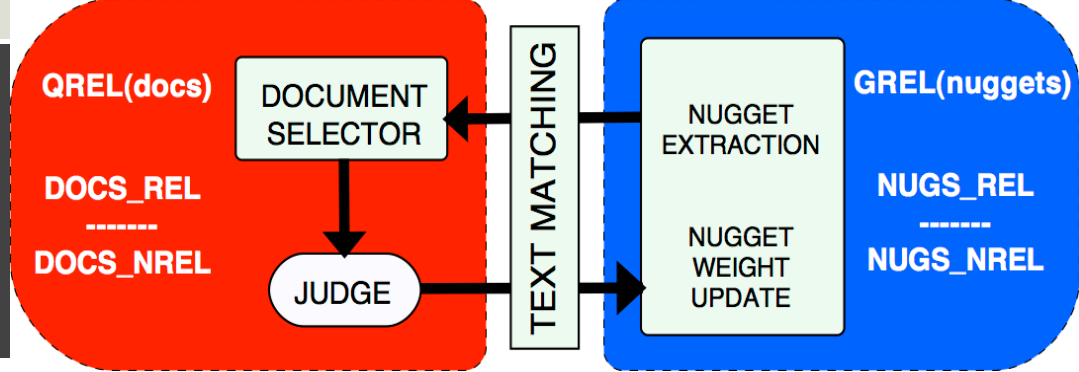 QREL(docs)
DOCS_REL
-------
DOCS_NREL
DOCUMENT
SELECTOR
JUDGE
TEXT MATCHING
NUGGET
EXTRACTION
NUGGET
WEIGHT
UPDATE
GREL(nuggets)
NUGS_REL
-------
NUGS_NREL